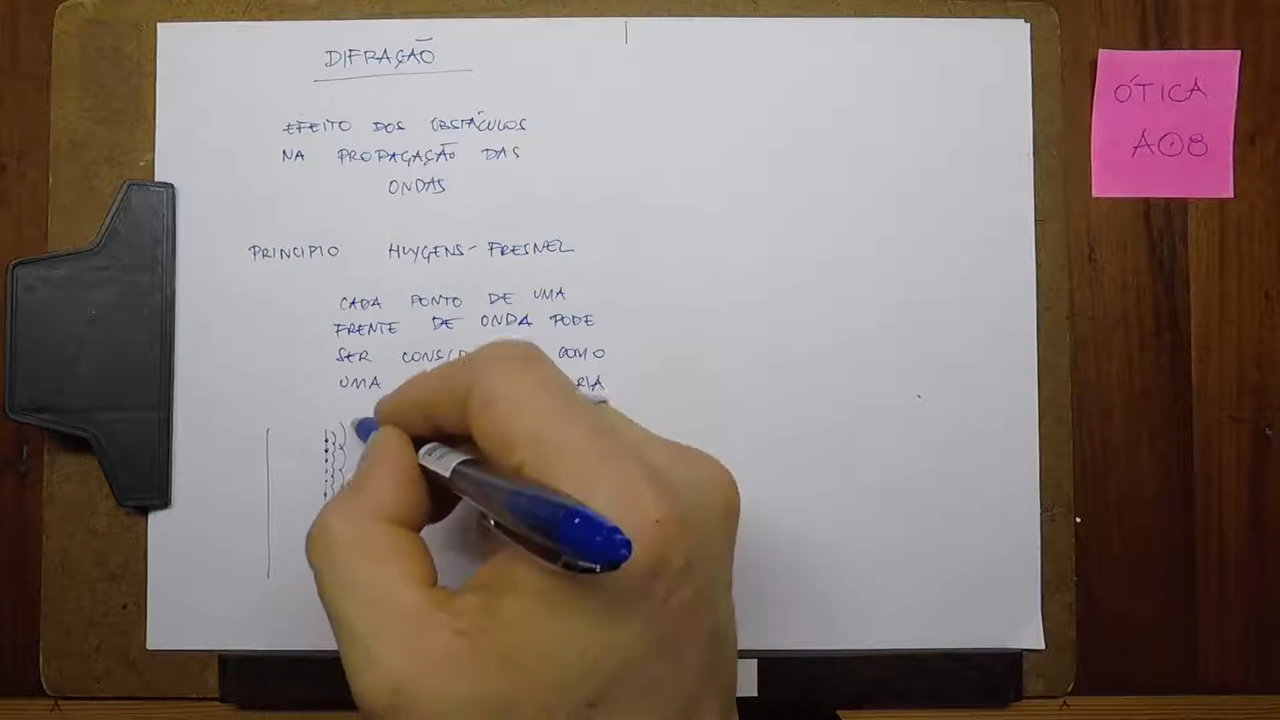 DIFRAÇÃO
EFEITO DOS OBSTÁCULOS
NA PROPAGAÇÃO DAS
ONDAS
PRINCIPIO HUYGENS-FRESNEL
CADA PONTO DE UMA
FRENTE DE ONDA PODE
SER COMO
UMA
ÓTICA
A08